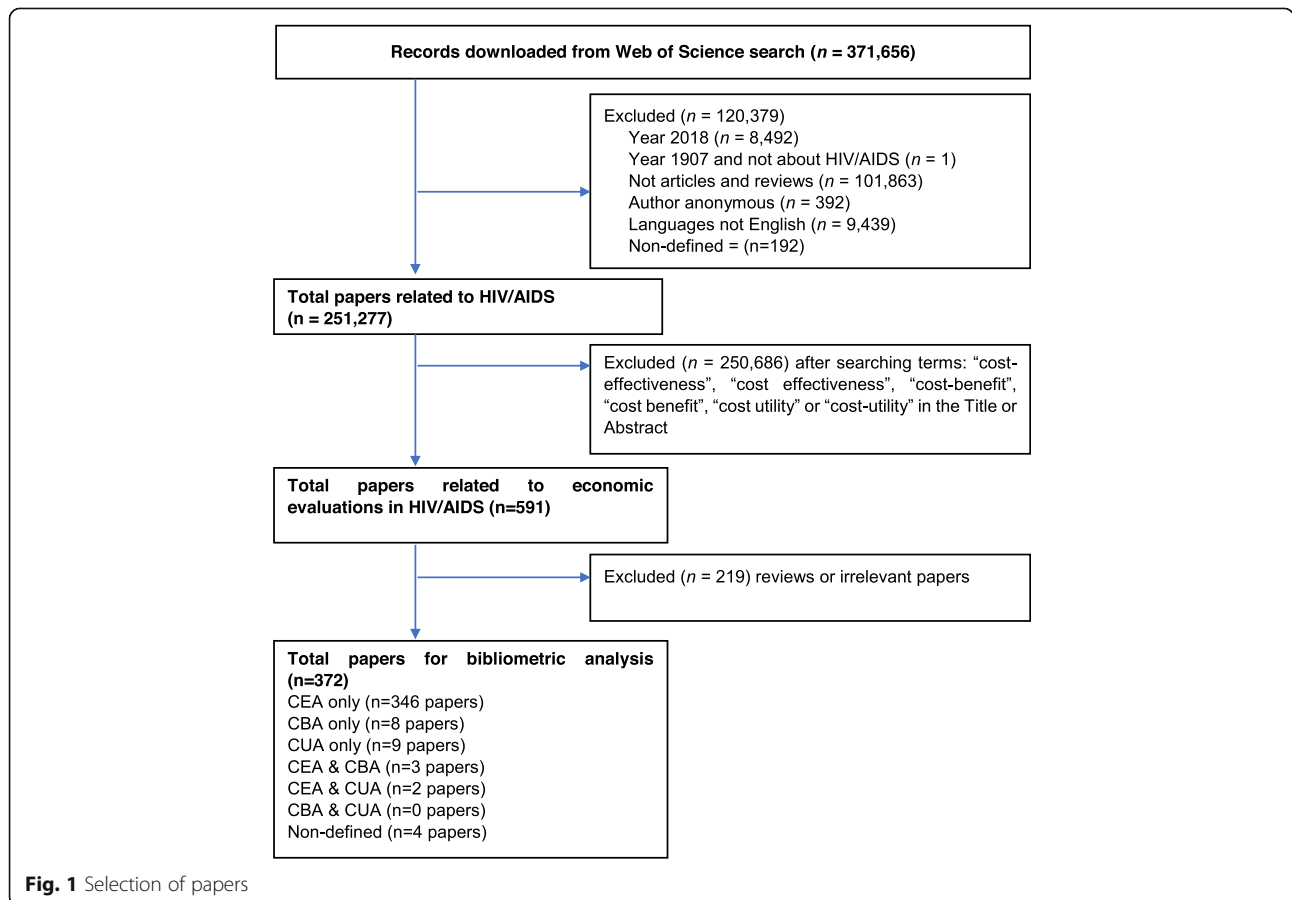 Records downloaded from Web of Science search (n = 371,656)
Excluded (n = 120,379)
Year 2018 (n = 8,492)
Year 1907 and not about HIV/AIDS (n = 1)
Not articles and reviews (n = 101,863)
Author anonymous (n = 392)
Languages not English (n = 9,439)
Non-defined = (n=192)
Total papers related to HIV/AIDS
(n = 251,277)
Excluded (n = 250,686) after searching terms: “cost-
effectiveness”, “cost effectiveness”, “cost-benefit”,
“cost benefit”, “cost utility” or “cost-utility” in the Title or
Abstract
Total papers related to economic
evaluations in HIV/AIDS (n=591)
Excluded (n = 219) reviews or irrelevant papers
Total papers for bibliometric analysis
(n=372)
CEA only (n=346 papers)
CBA only (n=8 papers)
CUA only (n=9 papers)
CEA & CBA (n=3 papers)
CEA & CUA (n=2 papers)
CBA & CUA (n=0 papers)
Non-defined (n=4 papers)
Fig. 1 Selection of papers